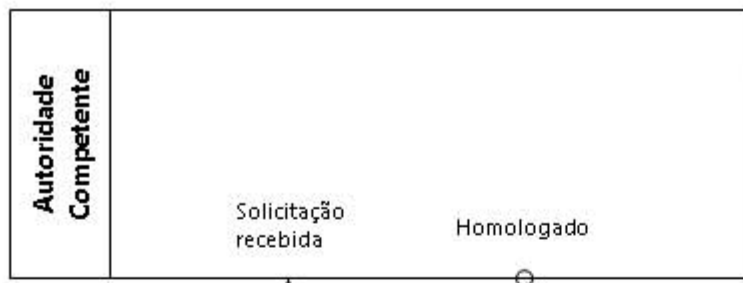 Autoridade
Competente
Solicitação
recebida
Homologado